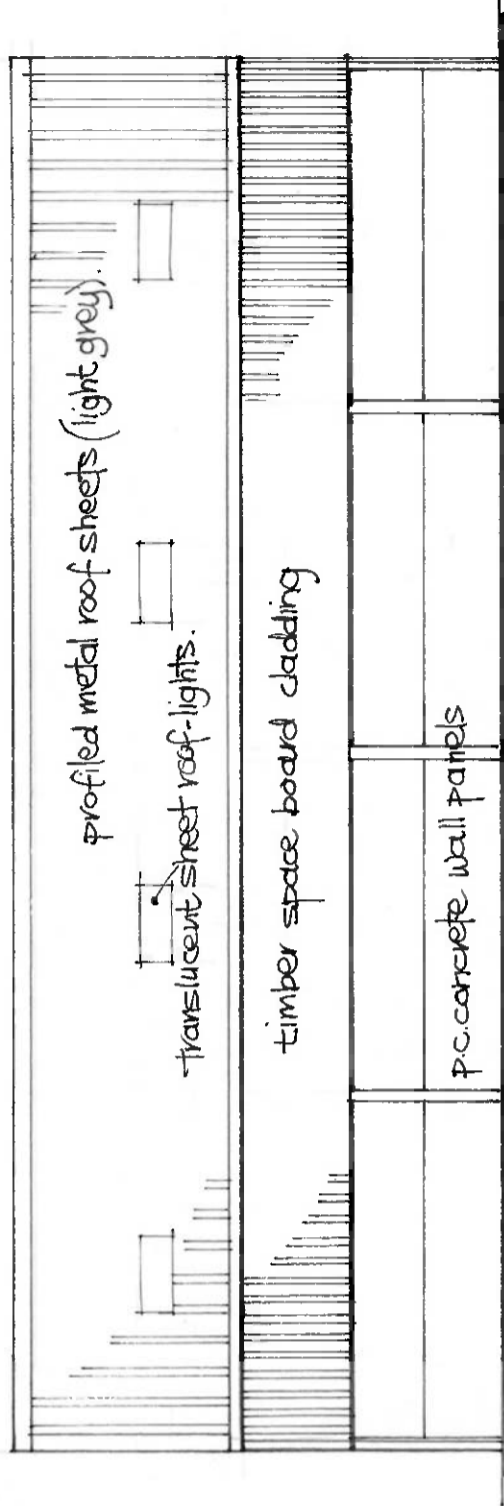 profiled metal roof sheets (light grey).
translucent sheet roof-lights.
timber space board cladding
p.c. concrete wall panels